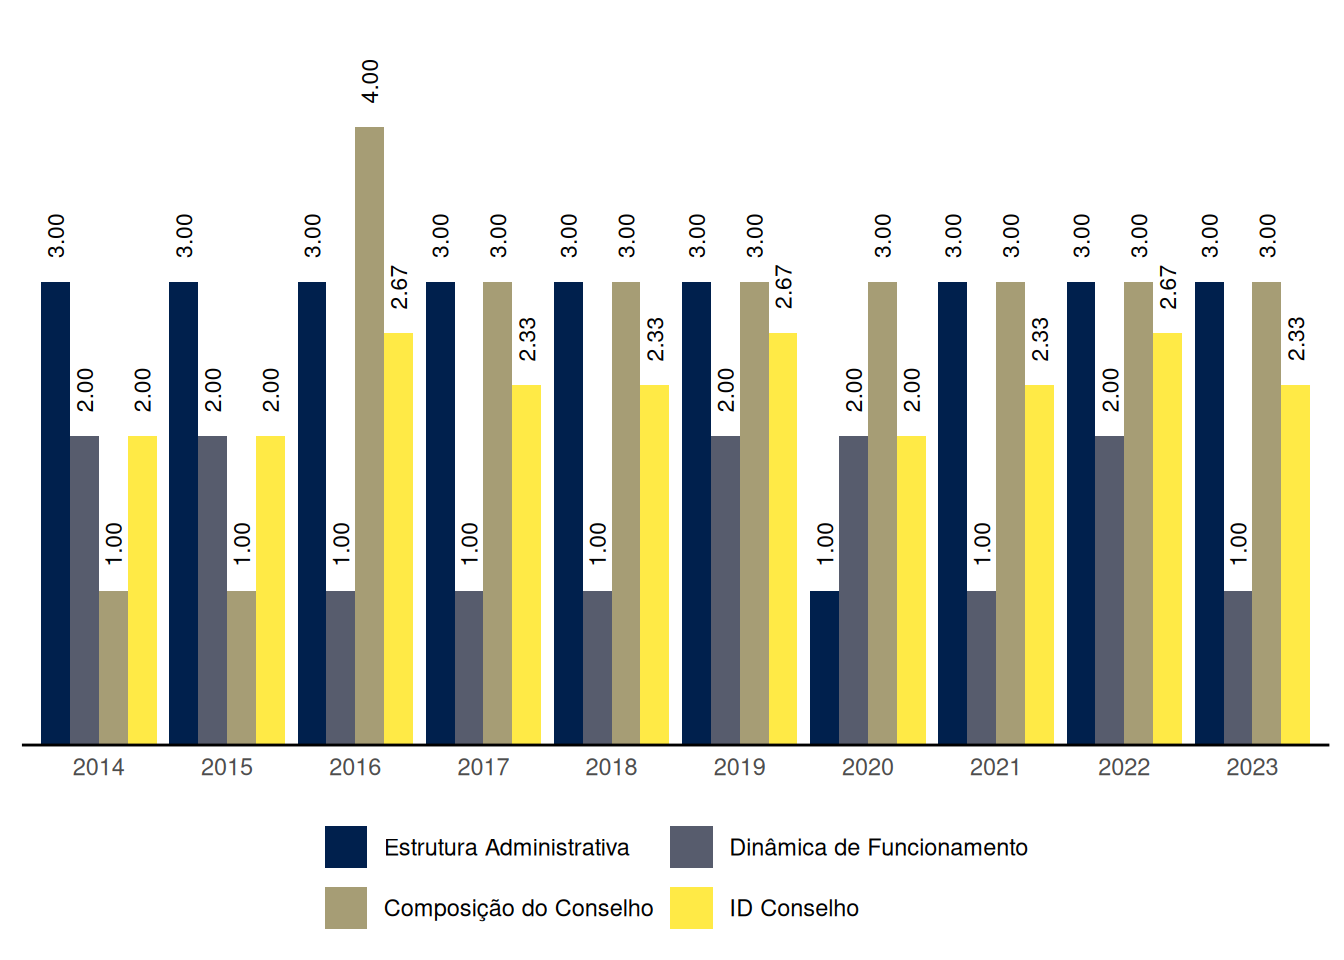 4.00
3.00 3.00 3.00 3.00 3.00 3.00 3.00 3.00 3.00 3.00 3.00 3.00 3.00 3.00 3.00 3.00
2.67 2.67 2.67
2.33 2.33 2.33 2.33
2.00 2.00 2.00 2.00 2.00 2.00 2.00 2.00
1.00 1.00 1.00 1.00 1.00 1.00 1.00 1.00
2014 2015 2016 2017 2018 2019 2020 2021 2022 2023
Estrutura Administrativa Dinâmica de Funcionamento
Composição do Conselho ID Conselho